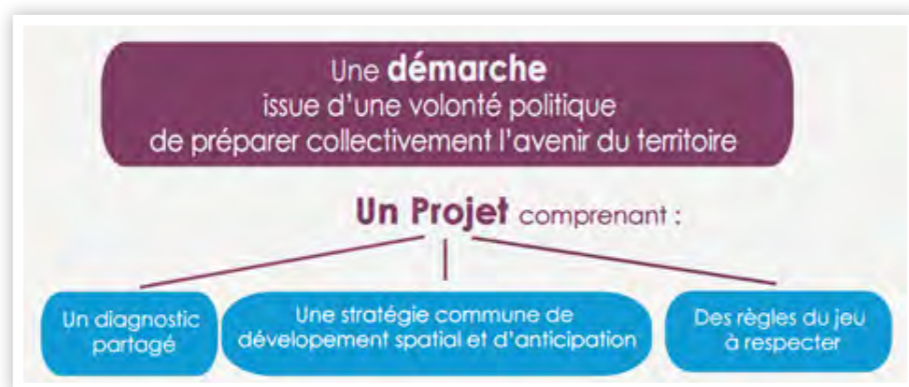 Une démarche
issue d'une volonté politique
de préparer collectivement l'avenir du territoire
Un Projet comprenant :
Un diagnostic
partagé
Une stratégie commune de
dévelopement spatial et d'anticipation
Des règles du jeu
à respecter